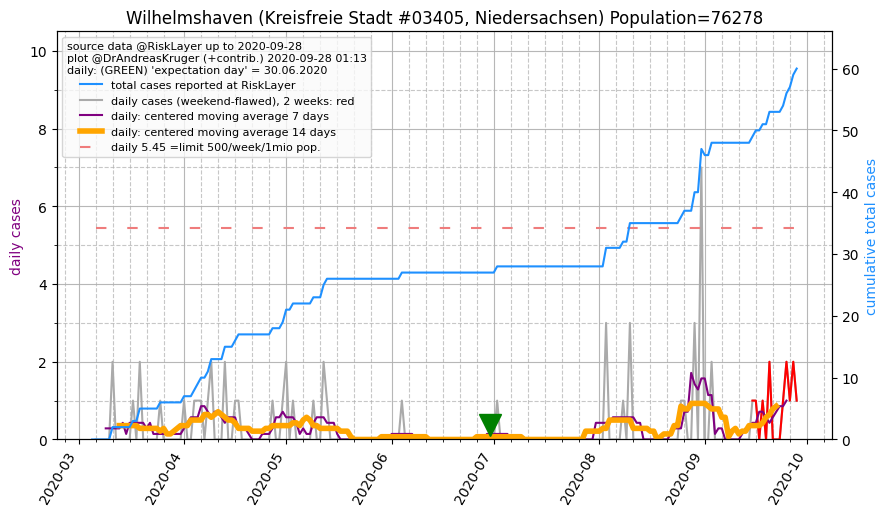 Wilhelmshaven (Kreisfreie Stadt #03405, Niedersachsen) Population=76278
source data @RiskLayer up to 2020-09-28
plot @DrAndreasKruger (+contrib.) 2020-09-28 01:13
daily: (GREEN) 'expectation day' = 30.06.2020
total cases reported at RiskLayer
daily cases (weekend-flawed), 2 weeks: red
daily: centered moving average 7 days
daily: centered moving average 14 days
daily 5.45 =limit 500/week/1mio pop.
daily cases
10
8
6
4
2
0
cumulative total cases
60
50
40
30
20
10
0
2020-03
2020-04
2020-05
2020-06
2020-07
2020-08
2020-09
2020-10